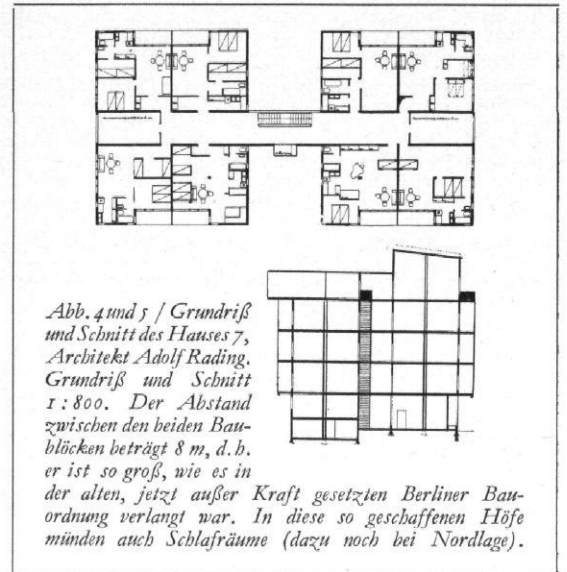 Abb. 4 und 5 / Grundriß
und Schnitt des Hauses 7,
Architekt Adolf Rading.
Grundriß und Schnitt
1 : 800. Der Abstand
zwischen den beiden Bau-
blöcken beträgt 8 m, d. h.
er ist so groß, wie es in
der alten, jetzt außer Kraft gesetzten Berliner Bau-
ordnung verlangt war. In diese so geschaffenen Höfe
münden auch Schlafräume (dazu noch bei Nordlage).